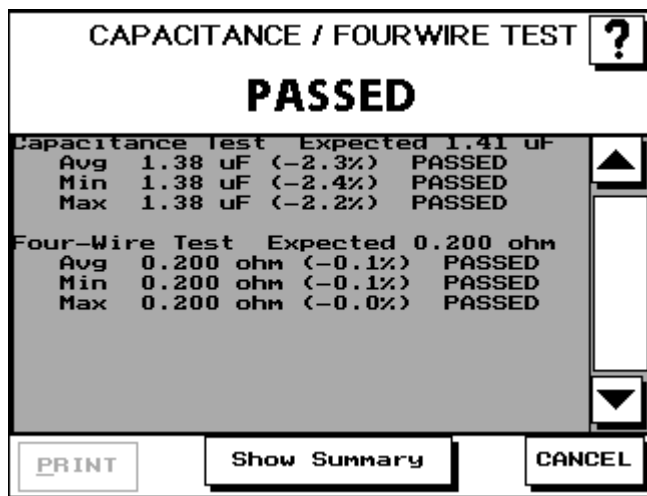 CAPACITANCE / FOURWIRE TEST ?
PASSED
Capacitance Test Expected 1.41 uF
Avg 1.38 uF (-2.3%) PASSED
Min 1.38 uF (-2.4%) PASSED
Max 1.38 uF (-2.2%) PASSED
Four-Wire Test Expected 0.200 ohm
Avg 0.200 ohm (-0.1%) PASSED
Min 0.200 ohm (-0.1%) PASSED
Max 0.200 ohm (-0.0%) PASSED
PRINT Show Summary CANCEL